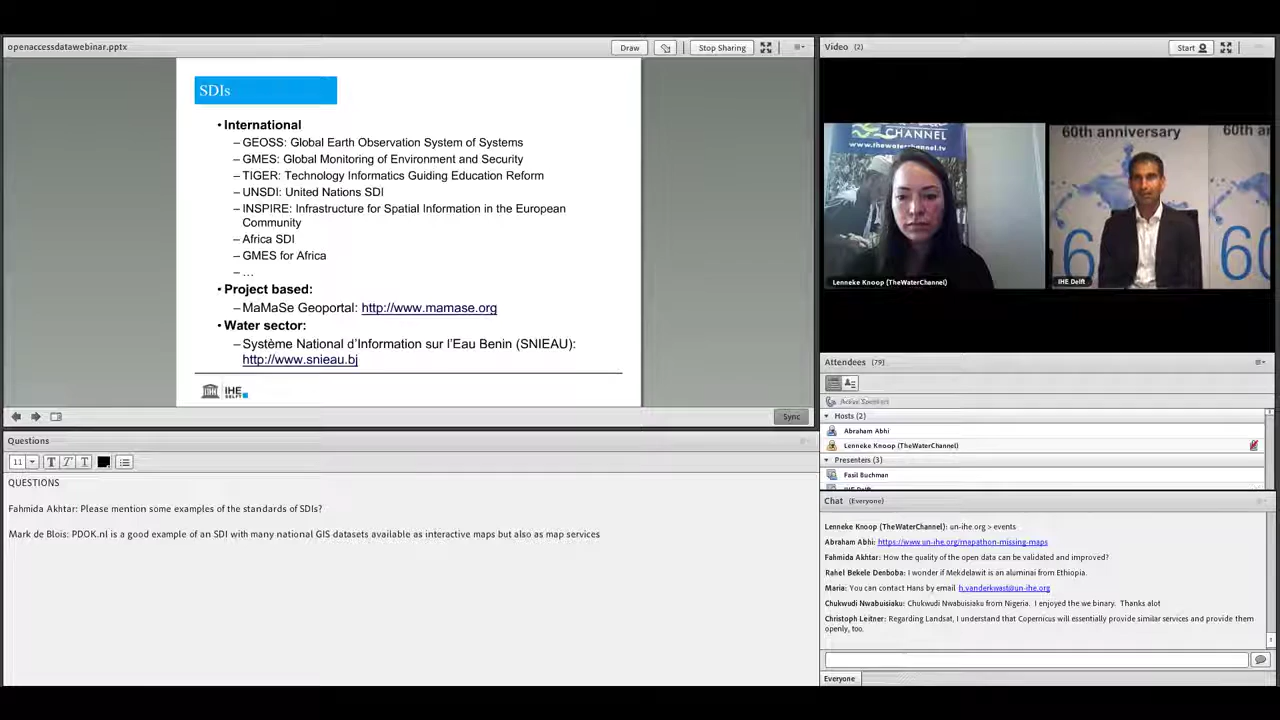 openaccessdatawebinar.pptx
Draw
Stop Sharing
SDIs
• International
– GEOSS: Global Earth Observation System of Systems
– GMES: Global Monitoring of Environment and Security
– TIGER: Technology Informatics Guiding Education Reform
– UNSDI: United Nations SDI
– INSPIRE: Infrastructure for Spatial Information in the European
Community
– Africa SDI
– GMES for Africa
– …
• Project based:
– MaMaSe Geoportal: http://www.mamase.org
• Water sector:
– Système National d’Information sur l’Eau Benin (SNIEAU):
http://www.snieau.bj
IHE
DELFT
Sync
Questions
11
T T T
QUESTIONS
Fahmida Akhtar: Please mention some examples of the standards of SDIs?
Mark de Blois: PDOK.nl is a good example of an SDI with many national GIS datasets available as interactive maps but also as map services
Video (2)
Start
CHANNEL
www.thewaterchannel.tv
Lenneke Knoop (TheWaterChannel)
60th anniversary
60th an
6
60
IHE Delft
Attendees (79)
Active Speakers
Hosts (2)
Abraham Abhi
Lenneke Knoop (TheWaterChannel)
Presenters (3)
Fasil Buchman
IHE Delft
Chat (Everyone)
Lenneke Knoop (TheWaterChannel): un-ihe.org > events
Abraham Abhi: https://www.un-ihe.org/mapathon-missing-maps
Fahmida Akhtar: How the quality of the open data can be validated and improved?
Rahel Bekele Denboba: I wonder if Mekdelawit is an aluminai from Ethiopia.
Maria: You can contact Hans by email h.vanderkwast@un-ihe.org
Chukwudi Nwabuisiaku: Chukwudi Nwabuisiaku from Nigeria. I enjoyed the we binary. Thanks alot
Christoph Leitner: Regarding Landsat, I understand that Copernicus will essentially provide similar services and provide them
openly, too.
Everyone